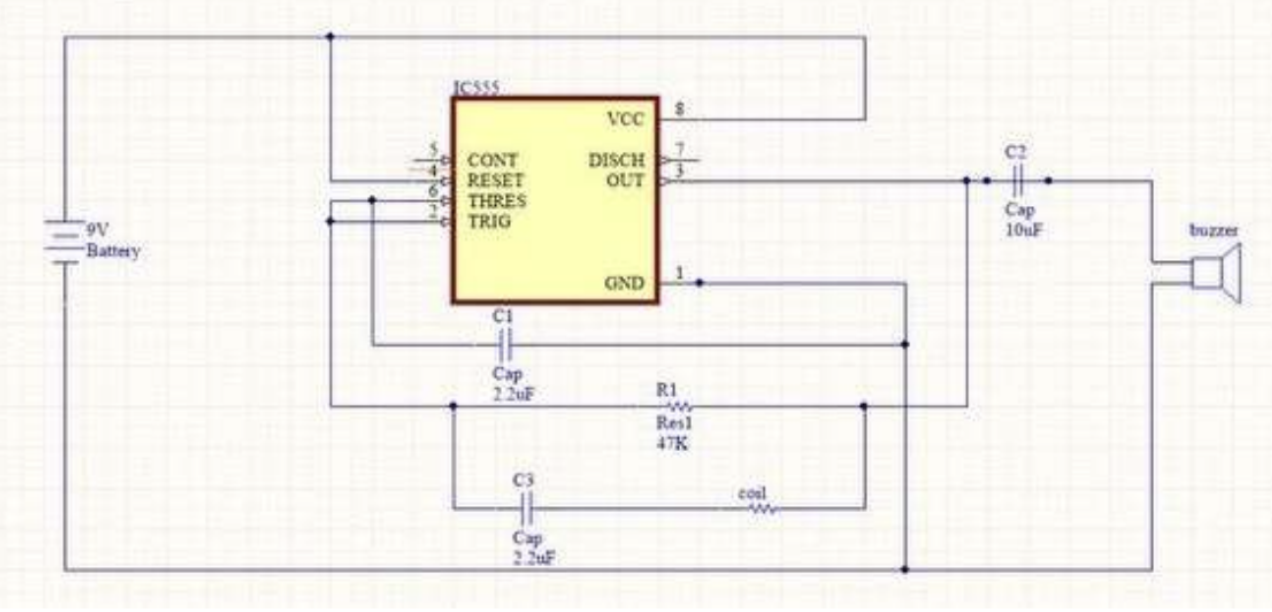 IC555
VCC
8
5
CONT
DISCH
7
4
RESET
OUT
3
6
THRES
2
TRIG
GND
1
C2
Cap
10uF
9V
Battery
buzzer
C1
Cap
2.2uF
R1
Res1
47K
C3
Cap
2.2uF
coil